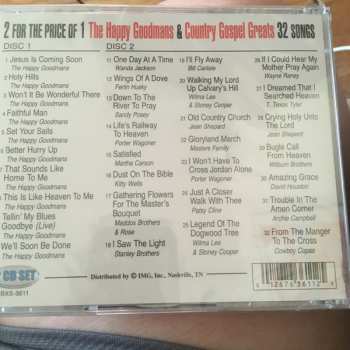 2 FOR THE PRICE OF 1 The Happy Goodmans & Country Gospel Greats 32 SONGS
DISC 1
1 Jesus Is Coming Soon
The Happy Goodmans
2 Holy Hills
The Happy Goodmans
3 Won't It Be Wonderful There
The Happy Goodmans
4 Faithful Man
The Happy Goodmans
5 Set Your Sails
The Happy Goodmans
6 Better Hurry Up
The Happy Goodmans
7 That Sounds Like
Home To Me
The Happy Goodmans
8 This Is Like Heaven To Me
The Happy Goodmans
9 Tellin' My Blues
Goodbye (Live)
The Happy Goodmans
10 We'll Soon Be Done
The Happy Goodmans
DISC 2
11 One Day At A Time
Wanda Jackson
12 Wings Of A Dove
Ferlin Husky
13 Down To The
River To Pray
Sandy Posey
14 Life's Railway
To Heaven
Porter Wagoner
15 Satisfied
Martha Carson
16 Dust On The Bible
Kitty Wells
17 Gathering Flowers
For The Master's
Bouquet
Maddox Brothers
& Rose
18 I Saw The Light
Stanley Brothers
19 I'll Fly Away
Bill Carlisle
20 Walking My Lord
Up Calvary's Hill
Wilma Lee
& Stoney Cooper
21 Old Country Church
Jean Shepard
22 Gloryland March
Masters Family
23 I Won't Have To
Cross Jordan Alone
Porter Wagoner
24 Just A Closer
Walk With Thee
Patsy Cline
25 Legend Of The
Dogwood Tree
Wilma Lee
& Stoney Cooper
26 If I Could Hear My
Mother Pray Again
Wayne Raney
27 I Dreamed That I
Searched Heaven
T. Texas Tyler
28 Crying Holy Unto
The Lord
Jean Shepard
29 Bugle Call
From Heaven
Wilburn Brothers
30 Amazing Grace
David Houston
31 Trouble In The
Amen Corner
Archie Campbell
32 From The Manger
To The Cross
Cowboy Copas
2 CD SET
Distributed by © IMG, Inc., Nashville, TN